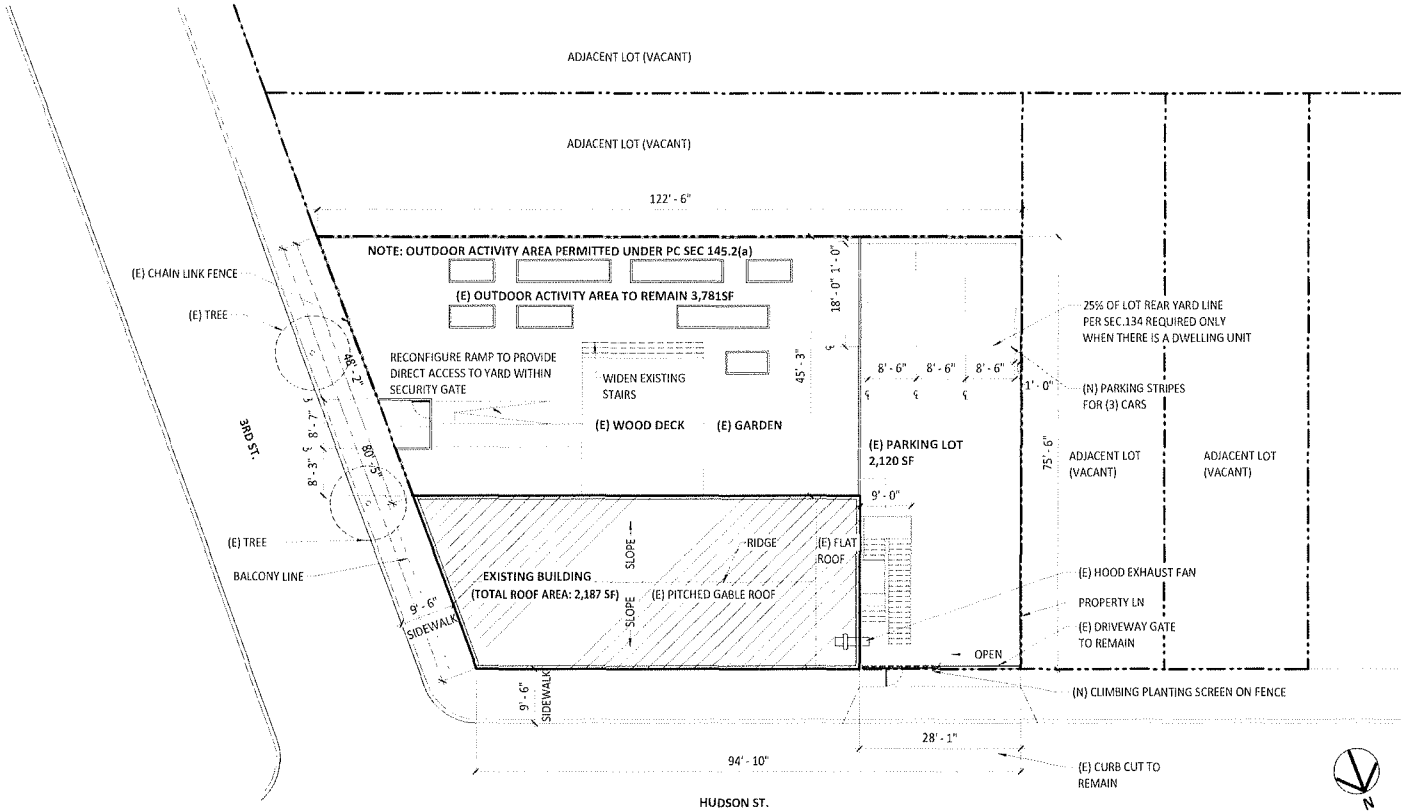 ADJACENT LOT (VACANT)
ADJACENT LOT (VACANT)
122' - 6"
NOTE: OUTDOOR ACTIVITY AREA PERMITTED UNDER PC SEC 145.2(a)
(E) OUTDOOR ACTIVITY AREA TO REMAIN 3,781SF
(E) CHAIN LINK FENCE
(E) TREE
RECONFIGURE RAMP TO PROVIDE
DIRECT ACCESS TO YARD WITHIN
SECURITY GATE
WIDEN EXISTING
STAIRS
(E) WOOD DECK
(E) GARDEN
45' - 3"
18' - 0"
1' - 0"
8' - 6"
8' - 6"
8' - 6"
1' - 0"
25% OF LOT REAR YARD LINE
PER SEC.134 REQUIRED ONLY
WHEN THERE IS A DWELLING UNIT
(N) PARKING STRIPES
FOR (3) CARS
(E) PARKING LOT
2,120 SF
9' - 0"
75' - 6"
ADJACENT LOT
(VACANT)
ADJACENT LOT
(VACANT)
3RD ST.
48' - 2"
8' - 7"
8' - 3"
80' - 5"
(E) TREE
BALCONY LINE
9' - 6"
SIDEWALK
EXISTING BUILDING
(TOTAL ROOF AREA: 2,187 SF)
SLOPE
SLOPE
RIDGE
(E) PITCHED GABLE ROOF
(E) FLAT
ROOF
(E) HOOD EXHAUST FAN
PROPERTY LN
(E) DRIVEWAY GATE
TO REMAIN
OPEN
(N) CLIMBING PLANTING SCREEN ON FENCE
9' - 6"
SIDEWALK
28' - 1"
94' - 10"
(E) CURB CUT TO
REMAIN
HUDSON ST.
N